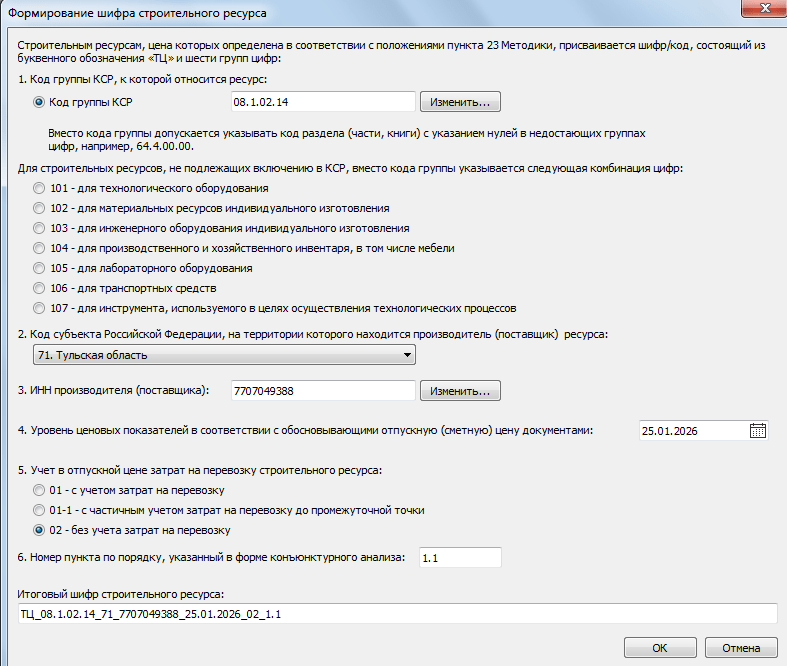 Формирование шифра строительного ресурса
Строительным ресурсам, цена которых определена в соответствии с положениями пункта 23 Методики, присваивается шифр/код, состоящий из
буквенного обозначения «ТЦ» и шести групп цифр:
1. Код группы КСР, к которой относится ресурс:
Код группы КСР 08.1.02.14 Изменить...
Вместо кода группы допускается указывать код раздела (части, книги) с указанием нулей в недостающих группах
цифр, например, 64.4.00.00.
Для строительных ресурсов, не подлежащих включению в КСР, вместо кода группы указывается следующая комбинация цифр:
101 - для технологического оборудования
102 - для материальных ресурсов индивидуального изготовления
103 - для инженерного оборудования индивидуального изготовления
104 - для производственного и хозяйственного инвентаря, в том числе мебели
105 - для лабораторного оборудования
106 - для транспортных средств
107 - для инструмента, используемого в целях осуществления технологических процессов
2. Код субъекта Российской Федерации, на территории которого находится производитель (поставщик) ресурса:
71. Тульская область
3. ИНН производителя (поставщика): 7707049388 Изменить...
4. Уровень ценовых показателей в соответствии с обосновывающими отпускную (сметную) цену документами: 25.01.2026
5. Учет в отпускной цене затрат на перевозку строительного ресурса:
01 - с учетом затрат на перевозку
01-1 - с частичным учетом затрат на перевозку до промежуточной точки
02 - без учета затрат на перевозку
6. Номер пункта по порядку, указанный в форме конъюнктурного анализа: 1.1
Итоговый шифр строительного ресурса:
ТЦ_08.1.02.14_71_7707049388_25.01.2026_02_1.1
ОК Отмена